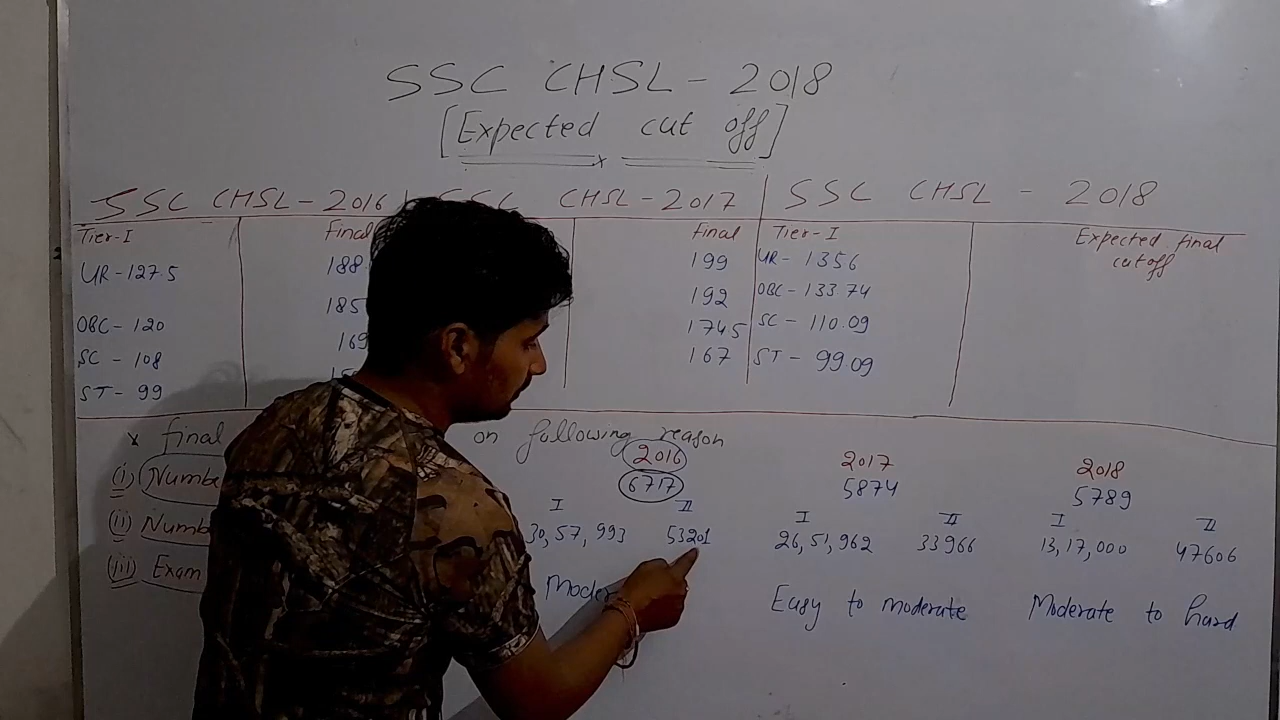 SSC CHSL - 2018
[Expected cut off]
SSC CHSL - 2016 SSC CHSL - 2017 SSC CHSL - 2018
Tier-I Final Final Tier-I Expected final
cut off
UR - 127.5 188 199 UR - 135 6
185 192 OBC - 133 74
OBC - 120 169 174 5 SC - 110.09
SC - 108 167 ST - 99 09
ST - 99
x final on following reason
(i) 2016 2017 2018
6717 5874 5789
(ii) I II I II I II
30,57,993 53201 26,51,962 33966 13,17,000 47606
(iii) Exam Easy to moderate Moderate to hard